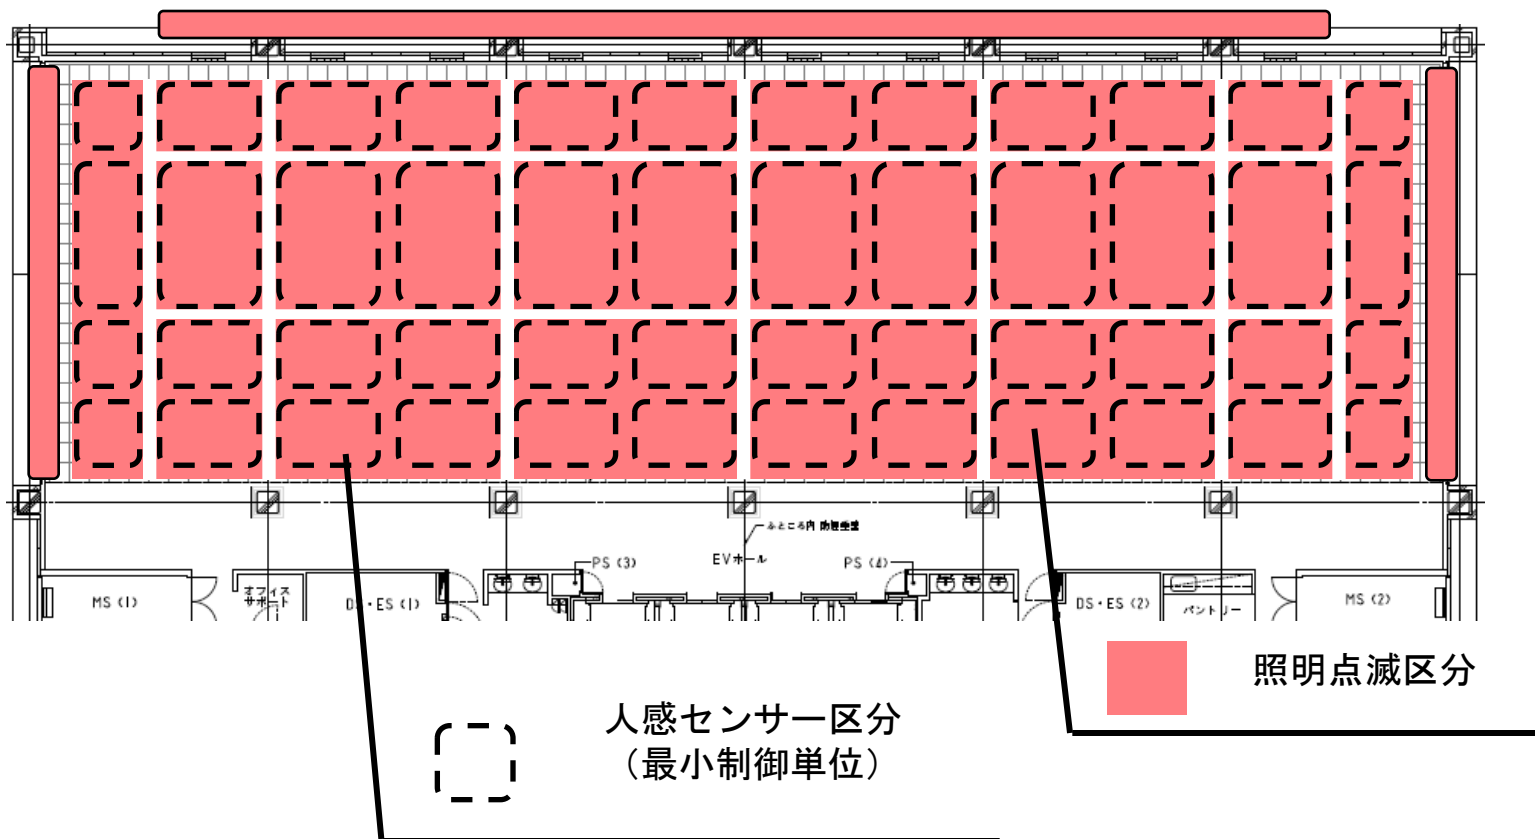 ふところ内 防煙垂壁
EVホール
PS(3)
PS(4)
MS(1)
オフィス
サポート
DS・ES(1)
DS・ES(2)
パントリー
MS(2)
照明点滅区分
人感センサー区分
（最小制御単位）